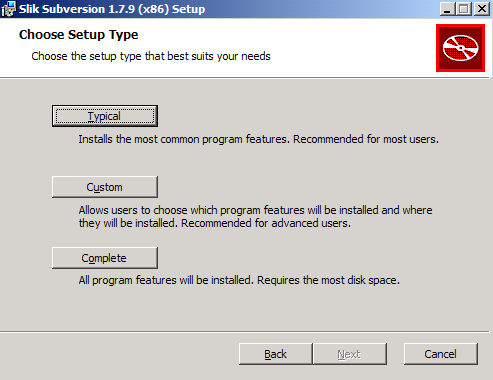 Slik Subversion 1.7.9 (x86) Setup
Choose Setup Type
Choose the setup type that best suits your needs
Typical
Installs the most common program features. Recommended for most users.
Custom
Allows users to choose which program features will be installed and where
they will be installed. Recommended for advanced users.
Complete
All program features will be installed. Requires the most disk space.
Back Next Cancel